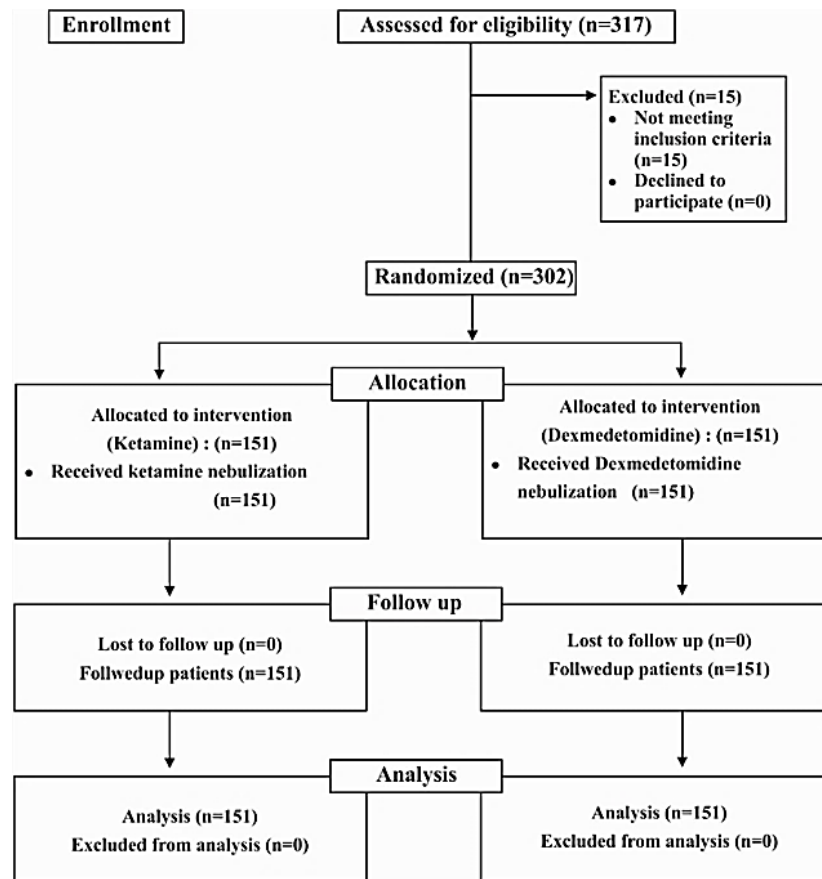 Enrollment
Assessed for eligibility (n=317)
Excluded (n=15)
• Not meeting
inclusion criteria
(n=15)
• Declined to
participate (n=0)
Randomized (n=302)
Allocation
Allocated to intervention
(Ketamine) : (n=151)
• Received ketamine nebulization
(n=151)
Allocated to intervention
(Dexmedetomidine) : (n=151)
• Received Dexmedetomidine
nebulization (n=151)
Follow up
Lost to follow up (n=0)
Follwedup patients (n=151)
Lost to follow up (n=0)
Follwedup patients (n=151)
Analysis
Analysis (n=151)
Excluded from analysis (n=0)
Analysis (n=151)
Excluded from analysis (n=0)